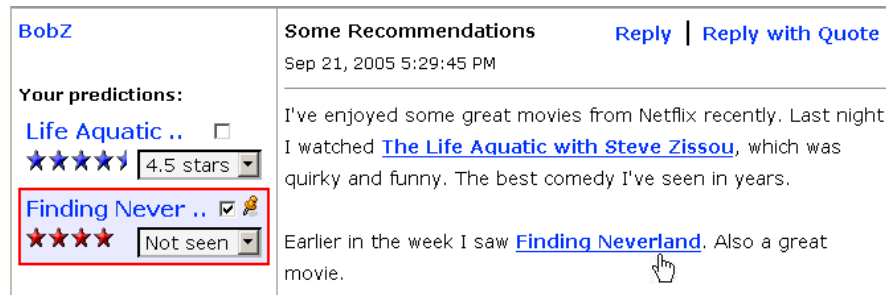 BobZ
Your predictions:
Life Aquatic ..
4.5 stars
Finding Never ..
Not seen
Some Recommendations
Reply | Reply with Quote
Sep 21, 2005 5:29:45 PM
I've enjoyed some great movies from Netflix recently. Last night
I watched The Life Aquatic with Steve Zissou, which was
quirky and funny. The best comedy I've seen in years.
Earlier in the week I saw Finding Neverland. Also a great
movie.